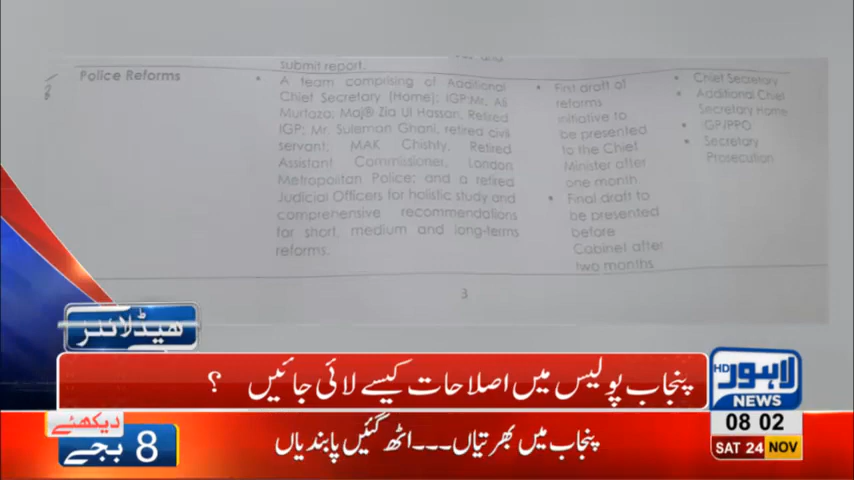 submit report.
Police Reforms
• A team comprising of Additional
Chief Secretary (Home); IGP, Mr. Ali
Murtaza; Maj® Zia Ul Hassan, Retired
IGP; Mr. Suleman Ghani, retired civil
servant; MAK Chishty, Retired
Assistant Commissioner, London
Metropolitan Police; and a retired
Judicial Officers for holistic study and
comprehensive recommendations
for short, medium and long-terms
reforms.
• First draft of
reforms
initiative to
be presented
to the Chief
Minister after
one month.
• Final draft to
be presented
before
Cabinet after
two months
• Chief Secretary
• Additional Chief
Secretary Home
• IGP/PPO
• Secretary
Prosecution
3
ھیڈلائنز
پنجاب پولیس میں اصلاحات کیسے لائی جائیں ؟
دیکھئے
8 بجے
پنجاب میں بھرتیاں۔۔۔اٹھ گئیں پابندیاں
HD
لاہور
NEWS
08 02
SAT 24 NOV